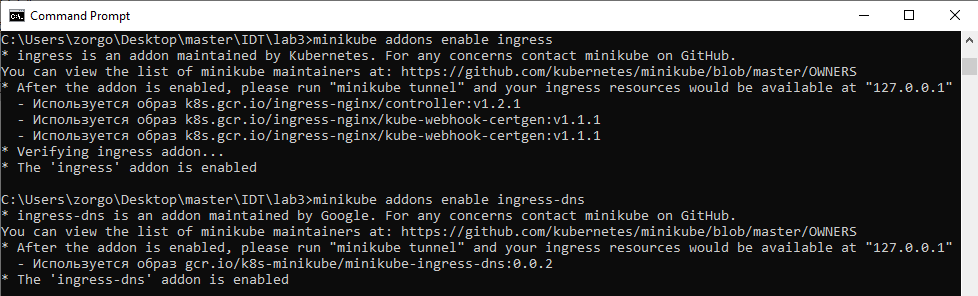 Command Prompt
C:\Users\zorgo\Desktop\master\IDT\lab3>minikube addons enable ingress
* ingress is an addon maintained by Kubernetes. For any concerns contact minikube on GitHub.
You can view the list of minikube maintainers at: https://github.com/kubernetes/minikube/blob/master/OWNERS
* After the addon is enabled, please run "minikube tunnel" and your ingress resources would be available at "127.0.0.1"
  - Используется образ k8s.gcr.io/ingress-nginx/controller:v1.2.1
  - Используется образ k8s.gcr.io/ingress-nginx/kube-webhook-certgen:v1.1.1
  - Используется образ k8s.gcr.io/ingress-nginx/kube-webhook-certgen:v1.1.1
* Verifying ingress addon...
* The 'ingress' addon is enabled
C:\Users\zorgo\Desktop\master\IDT\lab3>minikube addons enable ingress-dns
* ingress-dns is an addon maintained by Google. For any concerns contact minikube on GitHub.
You can view the list of minikube maintainers at: https://github.com/kubernetes/minikube/blob/master/OWNERS
* After the addon is enabled, please run "minikube tunnel" and your ingress resources would be available at "127.0.0.1"
  - Используется образ gcr.io/k8s-minikube/minikube-ingress-dns:0.0.2
* The 'ingress-dns' addon is enabled